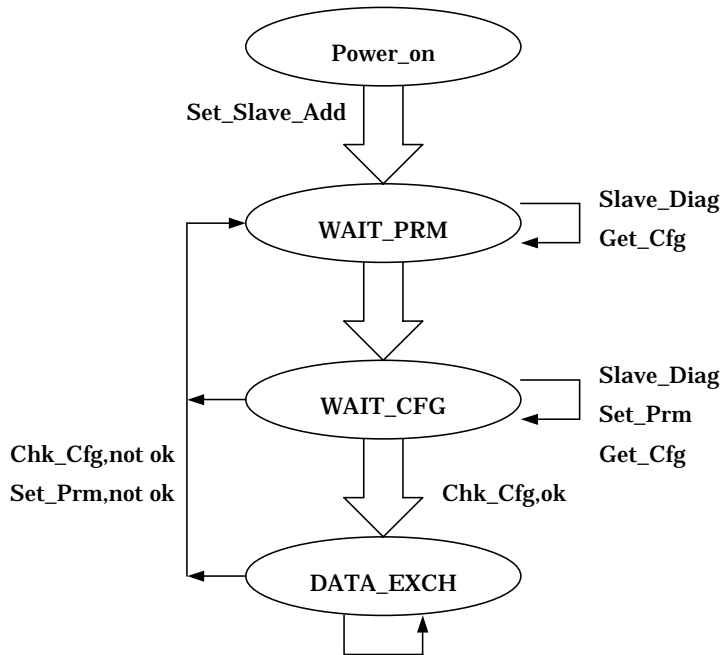 Power_on
Set_Slave_Add
WAIT_PRM
Slave_Diag
Get_Cfg
WAIT_CFG
Slave_Diag
Set_Prm
Get_Cfg
Chk_Cfg,not ok
Set_Prm,not ok
Chk_Cfg,ok
DATA_EXCH